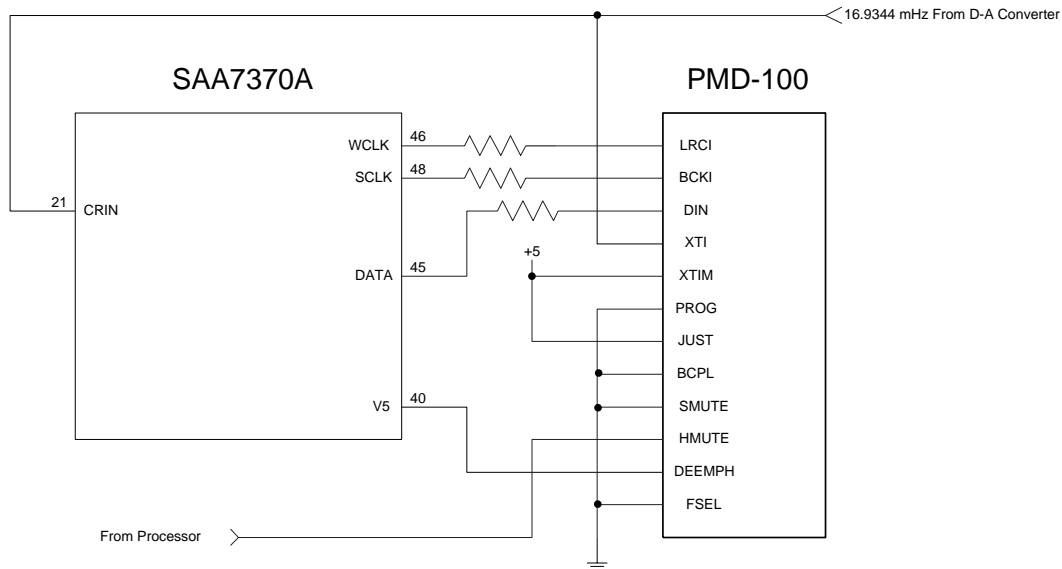 16.9344 mHz From D-A Converter
SAA7370A
PMD-100
WCLK
46
LRCI
SCLK
48
BCKI
21
CRIN
DIN
XTI
+5
DATA
45
XTIM
PROG
JUST
BCPL
V5
40
SMUTE
HMUTE
DEEMPH
FSEL
From Processor